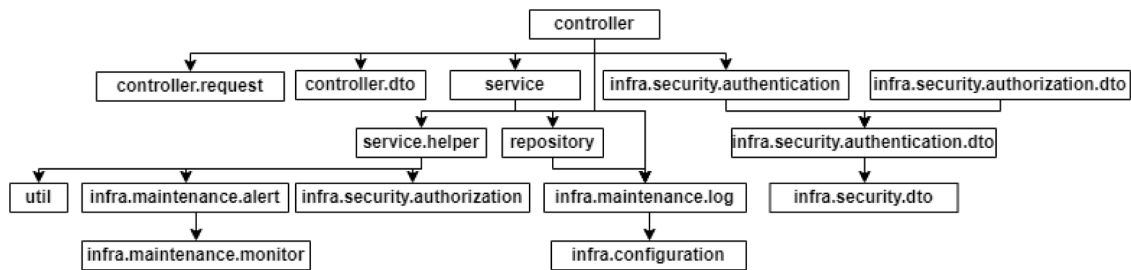 controller
controller.request
controller.dto
service
infra.security.authentication
infra.security.authorization.dto
service.helper
repository
infra.security.authentication.dto
util
infra.maintenance.alert
infra.security.authorization
infra.maintenance.log
infra.security.dto
infra.maintenance.monitor
infra.configuration